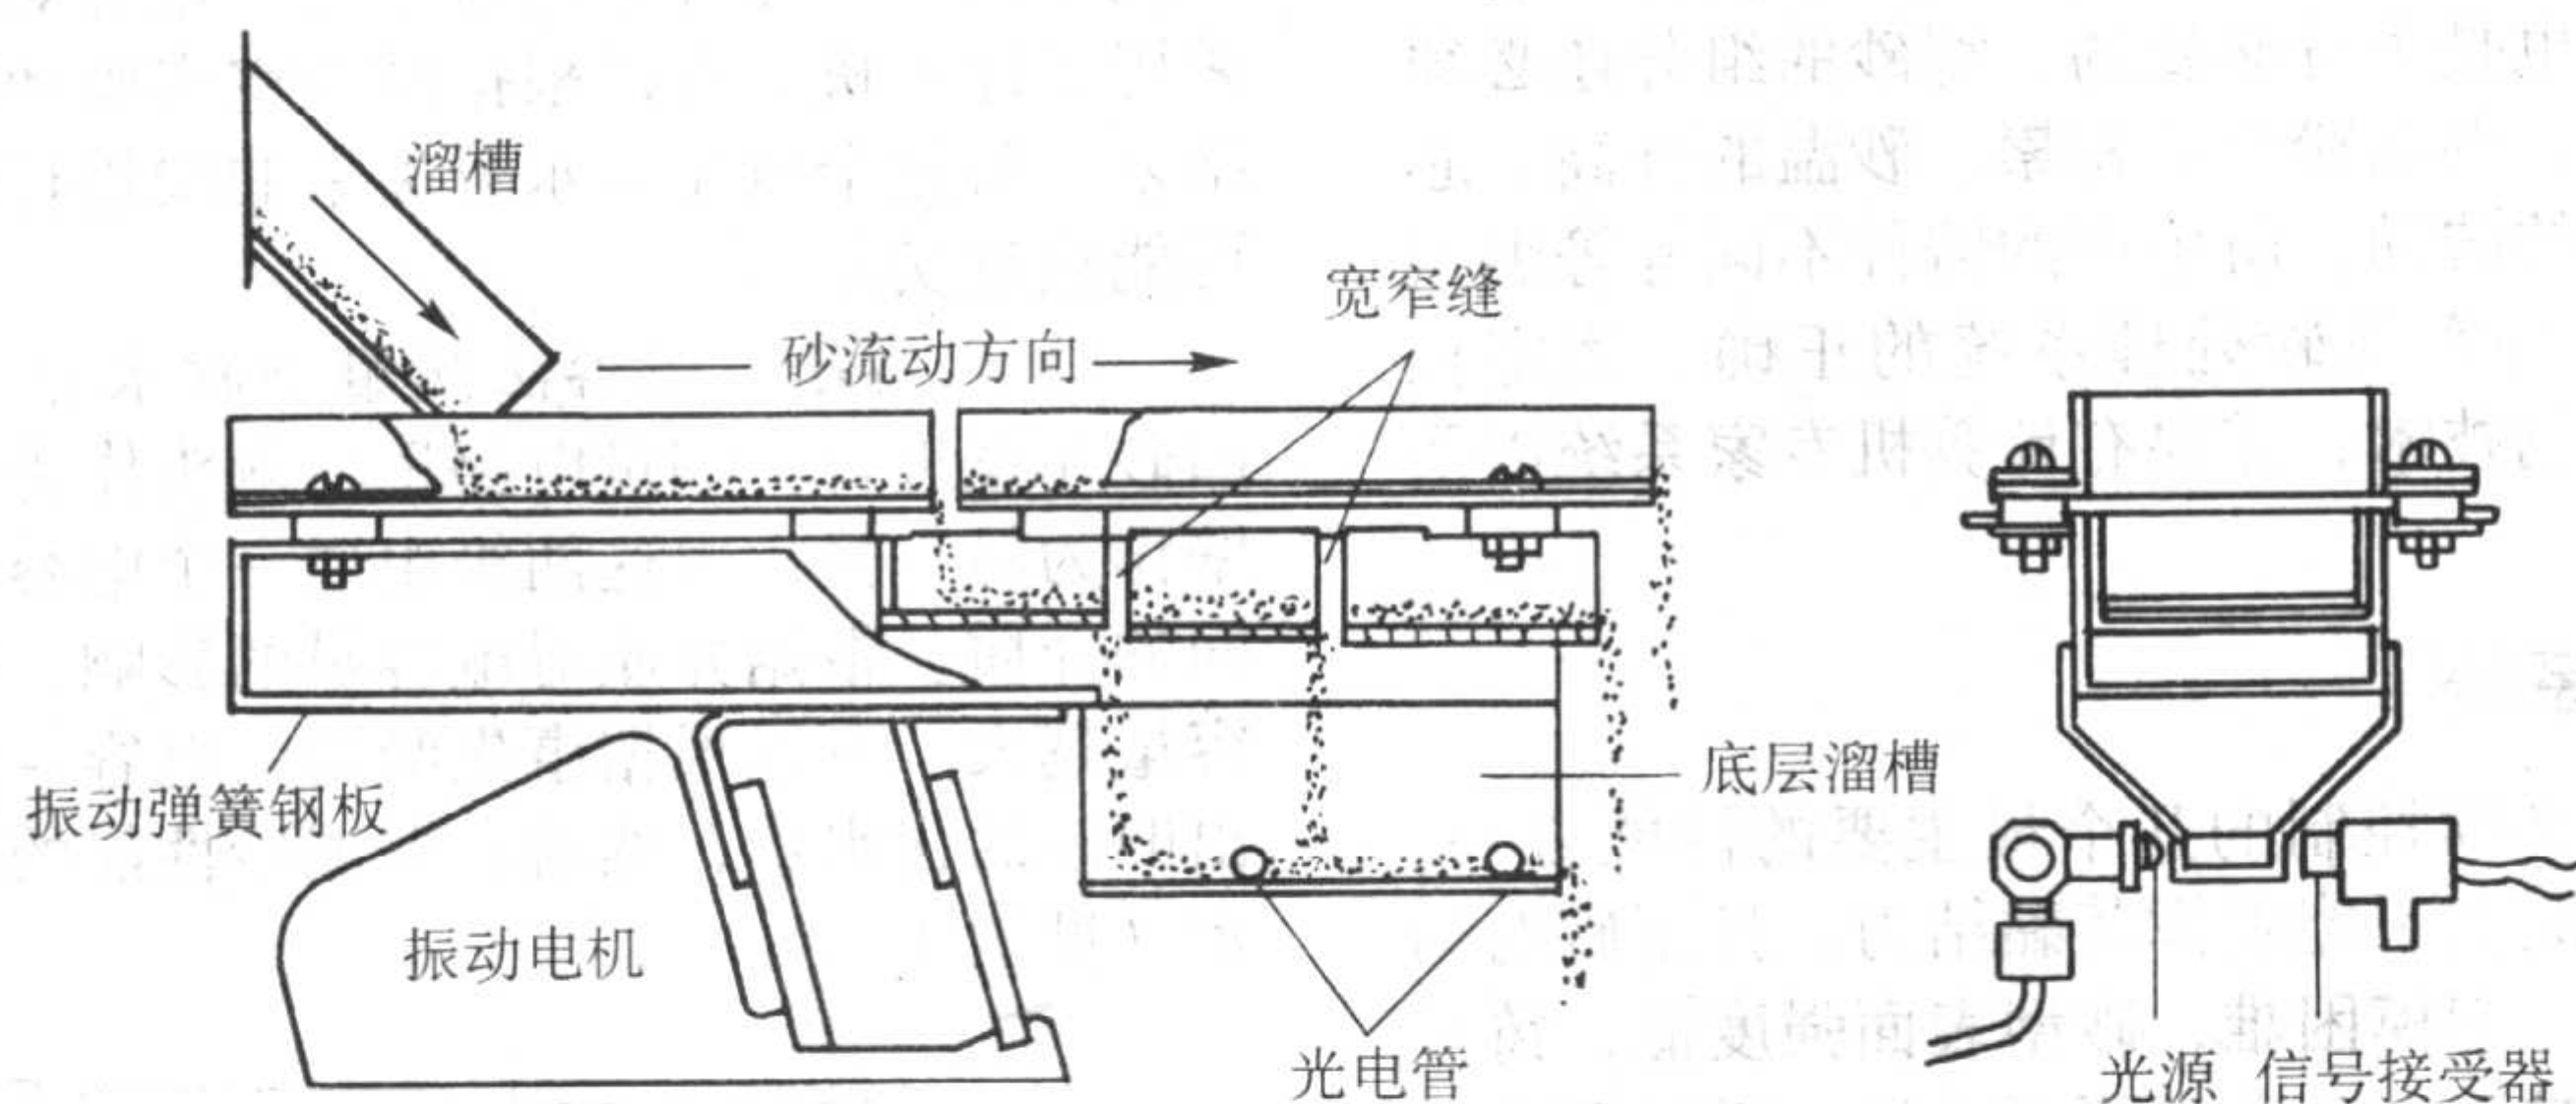 溜槽
宽窄缝
砂流动方向
底层溜槽
振动弹簧钢板
振动电机
光电管
光源
信号接受器